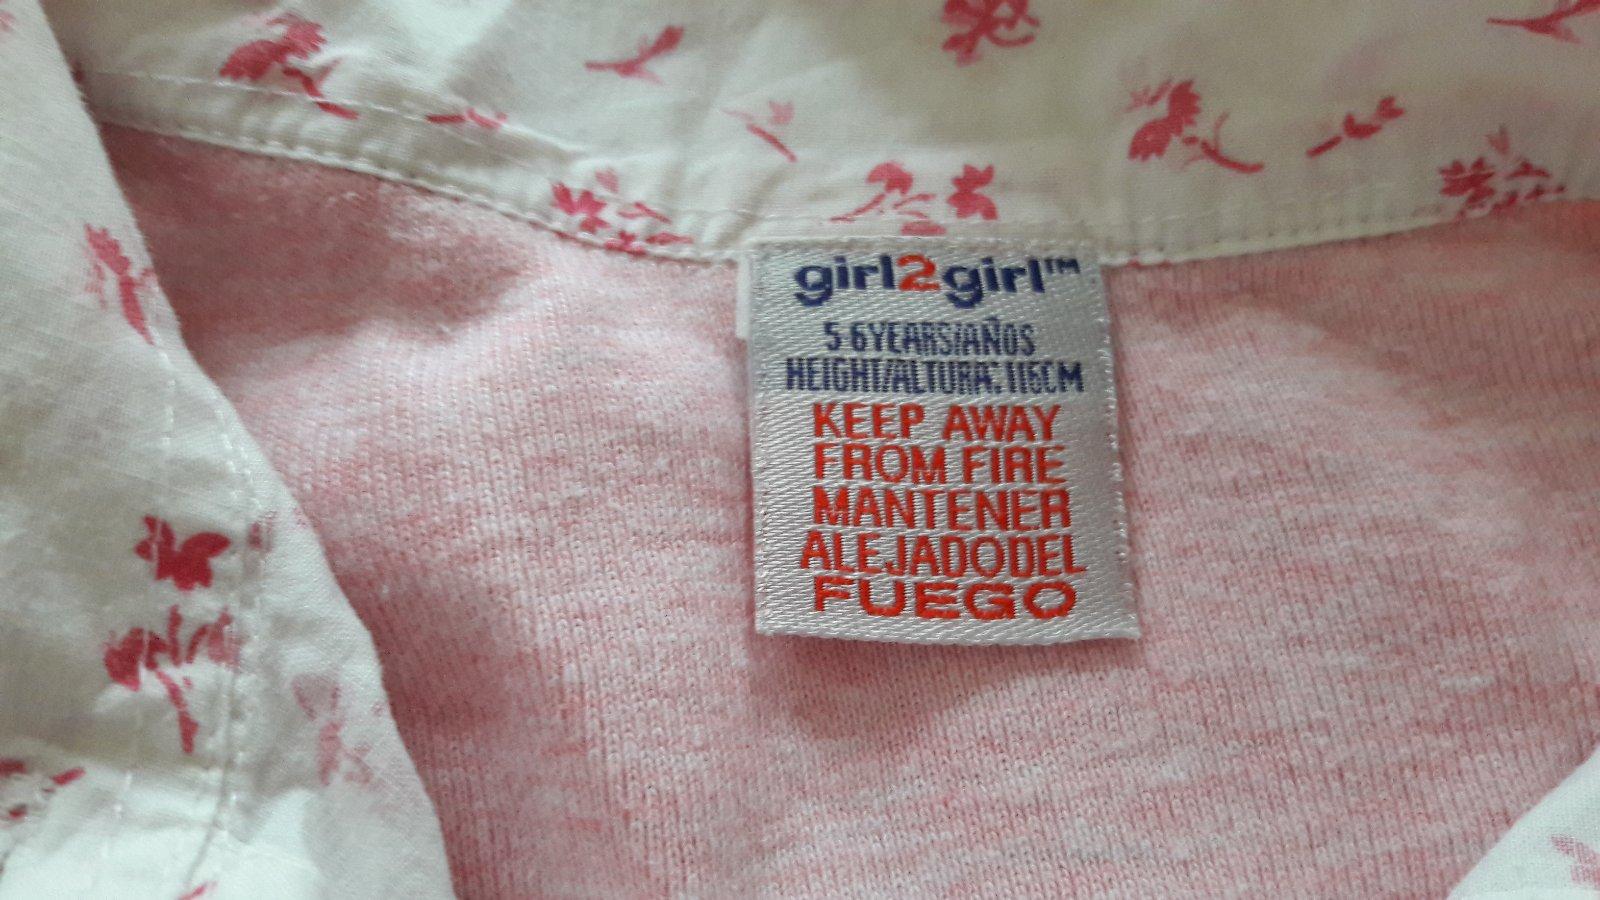 girl2girl™
5-6YEARS/AÑOS
HEIGHT/ALTURA: 116CM
KEEP AWAY
FROM FIRE
MANTENER
ALEJADODEL
FUEGO